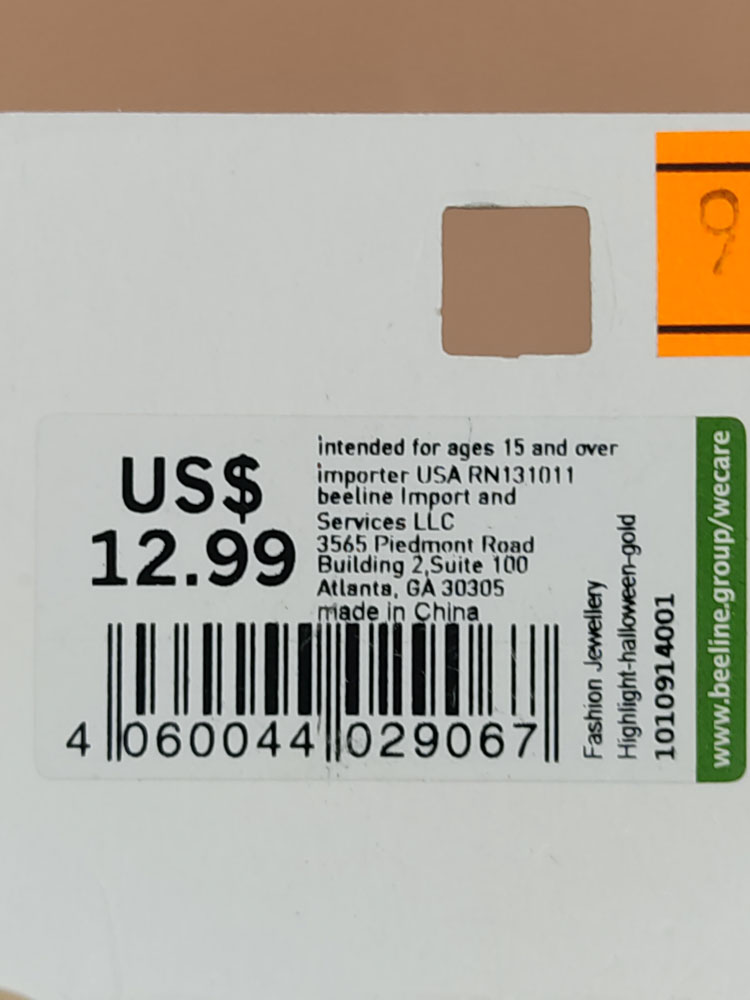 US$
12.99
intended for ages 15 and over
importer USA RN131011
beeline Import and
Services LLC
3565 Piedmont Road
Building 2,Suite 100
Atlanta, GA 30305
made in China
4 060044 029067
Fashion Jewellery
Highlight-halloween-gold
1010914001
www.beeline.group/wecare